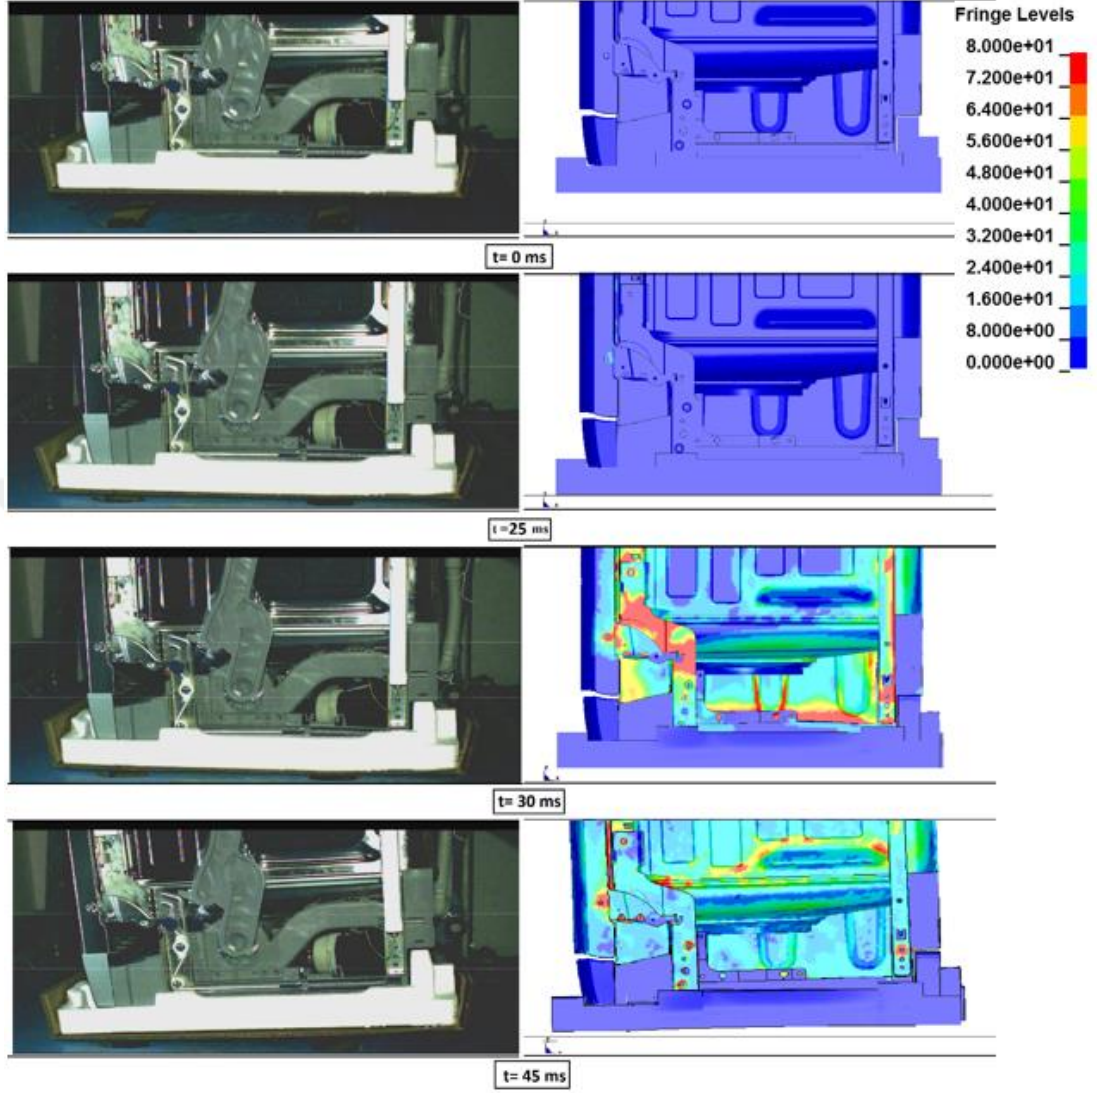 Fringe Levels
8.000e+01
7.200e+01
6.400e+01
5.600e+01
4.800e+01
4.000e+01
3.200e+01
2.400e+01
1.600e+01
8.000e+00
0.000e+00
t= 0 ms
t =25 ms
t= 30 ms
t= 45 ms